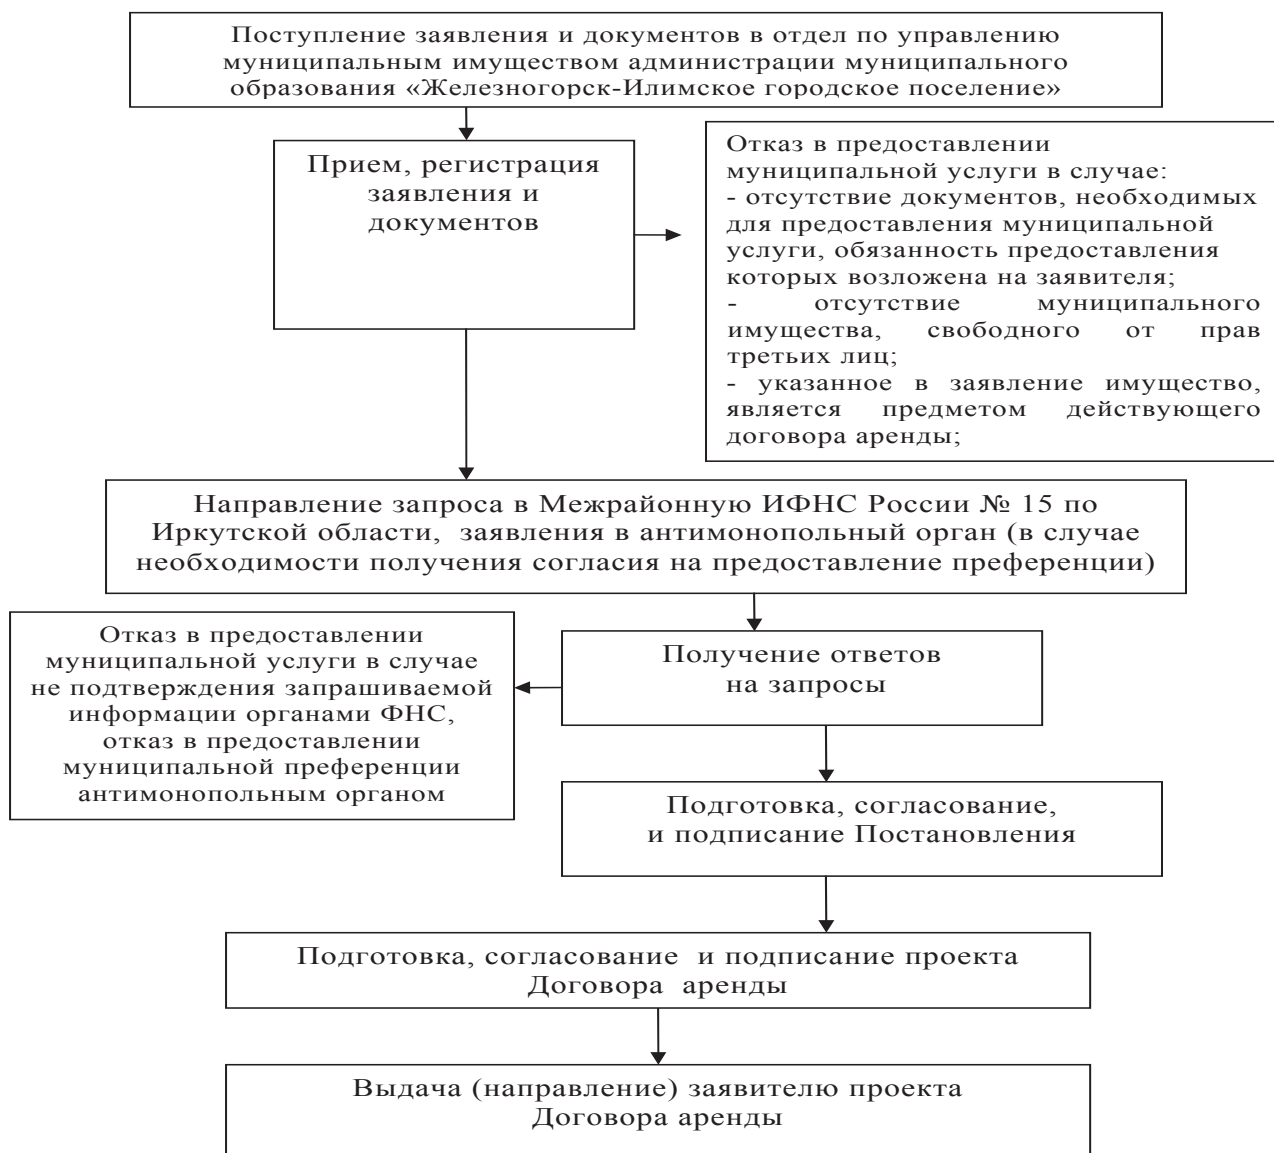 Поступление заявления и документов в отдел по управлению
муниципальным имуществом администрации муниципального
образования «Железногорск-Илимское городское поселение»
Прием, регистрация
заявления и
документов
Отказ в предоставлении
муниципальной услуги в случае:
- отсутствие документов, необходимых
для предоставления муниципальной
услуги, обязанность предоставления
которых возложена на заявителя;
- отсутствие муниципального
имущества, свободного от прав
третьих лиц;
- указанное в заявление имущество,
является предметом действующего
договора аренды;
Направление запроса в Межрайонную ИФНС России № 15 по
Иркутской области, заявления в антимонопольный орган (в случае
необходимости получения согласия на предоставление преференции)
Отказ в предоставлении
муниципальной услуги в случае
не подтверждения запрашиваемой
информации органами ФНС,
отказ в предоставлении
муниципальной преференции
антимонопольным органом
Получение ответов
на запросы
Подготовка, согласование,
и подписание Постановления
Подготовка, согласование и подписание проекта
Договора аренды
Выдача (направление) заявителю проекта
Договора аренды